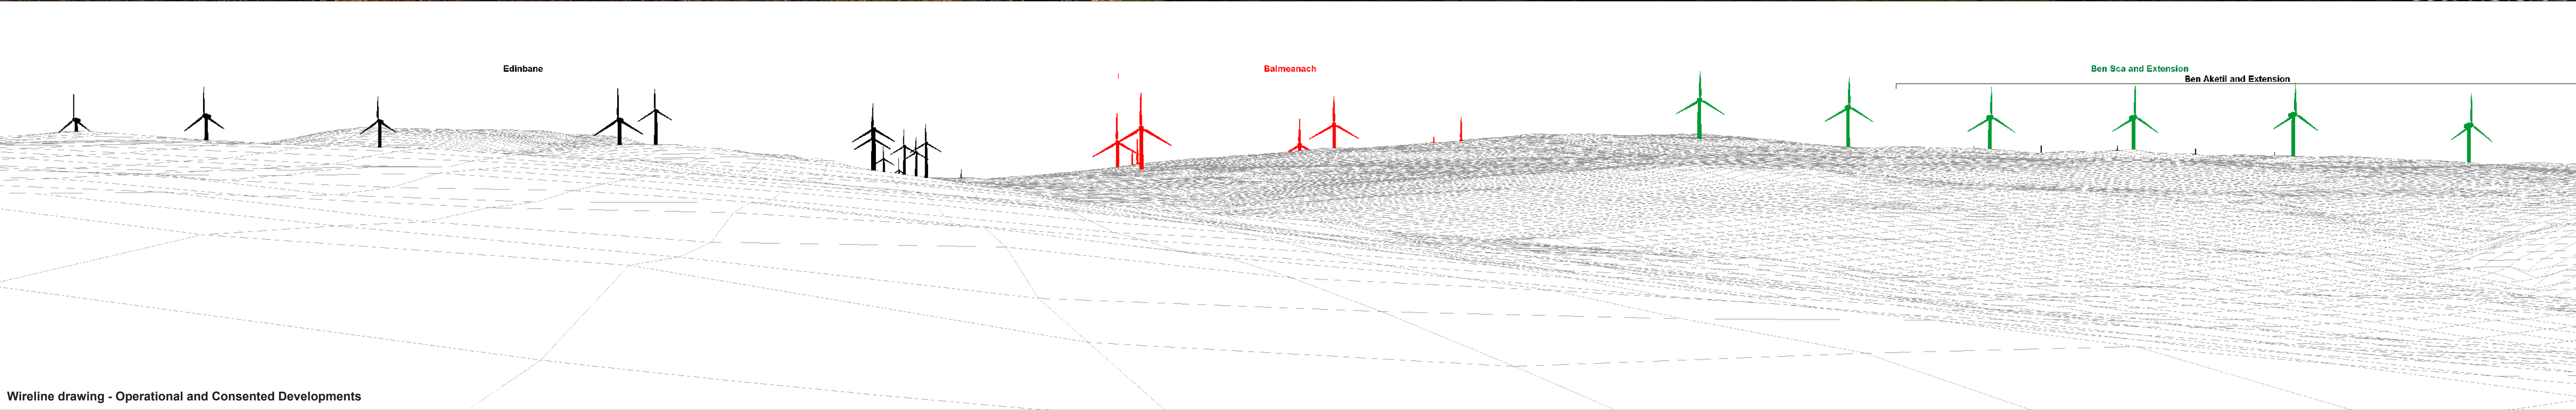 Edinbane
Balmeanach
Ben Sca and Extension
Ben Aketil and Extension
Wireline drawing - Operational and Consented Developments